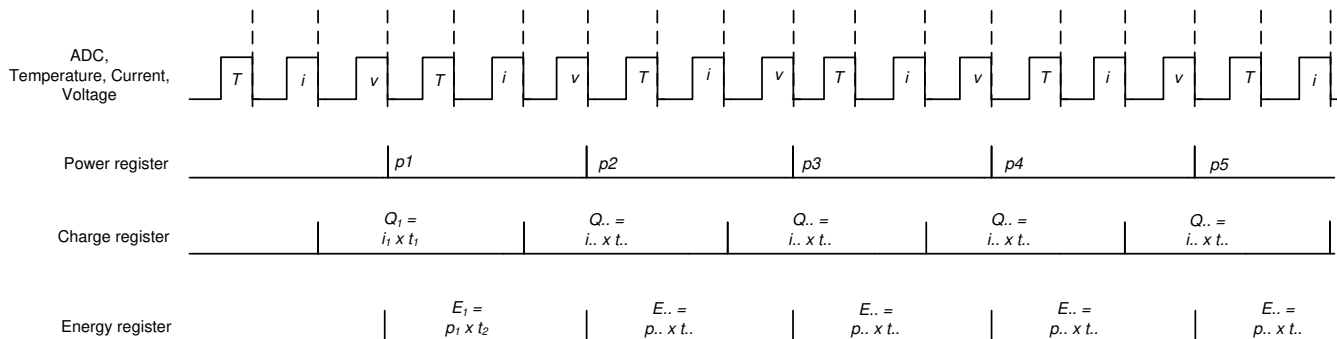 ADC,
Temperature, Current,
Voltage
T i v T i v T i v T i v T i v T i
Power register
p1 p2 p3 p4 p5
Charge register
Q1 = Q.. = Q.. = Q.. = Q.. =
i1 x t1 i.. x t.. i.. x t.. i.. x t.. i.. x t..
Energy register
E1 = E.. = E.. = E.. = E.. =
p1 x t2 p.. x t.. p.. x t.. p.. x t.. p.. x t..